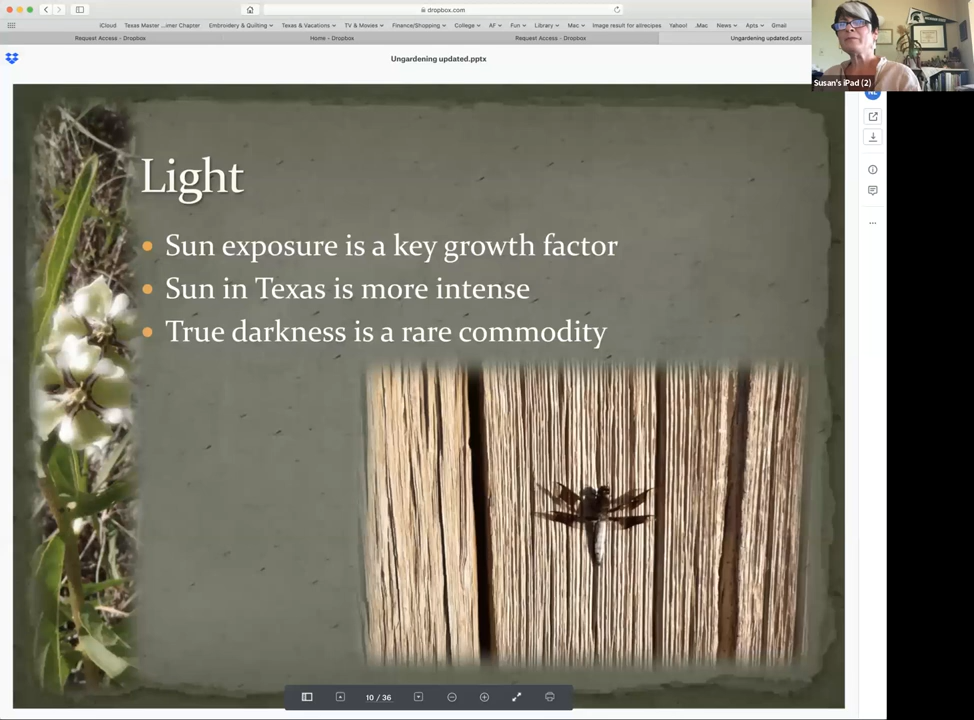 dropbox.com
iCloud Texas Master ...imer Chapter Embroidery & Quilting Texas & Vacations TV & Movies Finance/Shopping College AF Fun Library Mac Image result for allrecipes Yahoo! .Mac News Apts Gmail
Request Access - Dropbox Home - Dropbox Request Access - Dropbox Ungardening updated.pptx
Ungardening updated.pptx
Susan's iPad (2)
NL
Light
• Sun exposure is a key growth factor
• Sun in Texas is more intense
• True darkness is a rare commodity
10 / 36